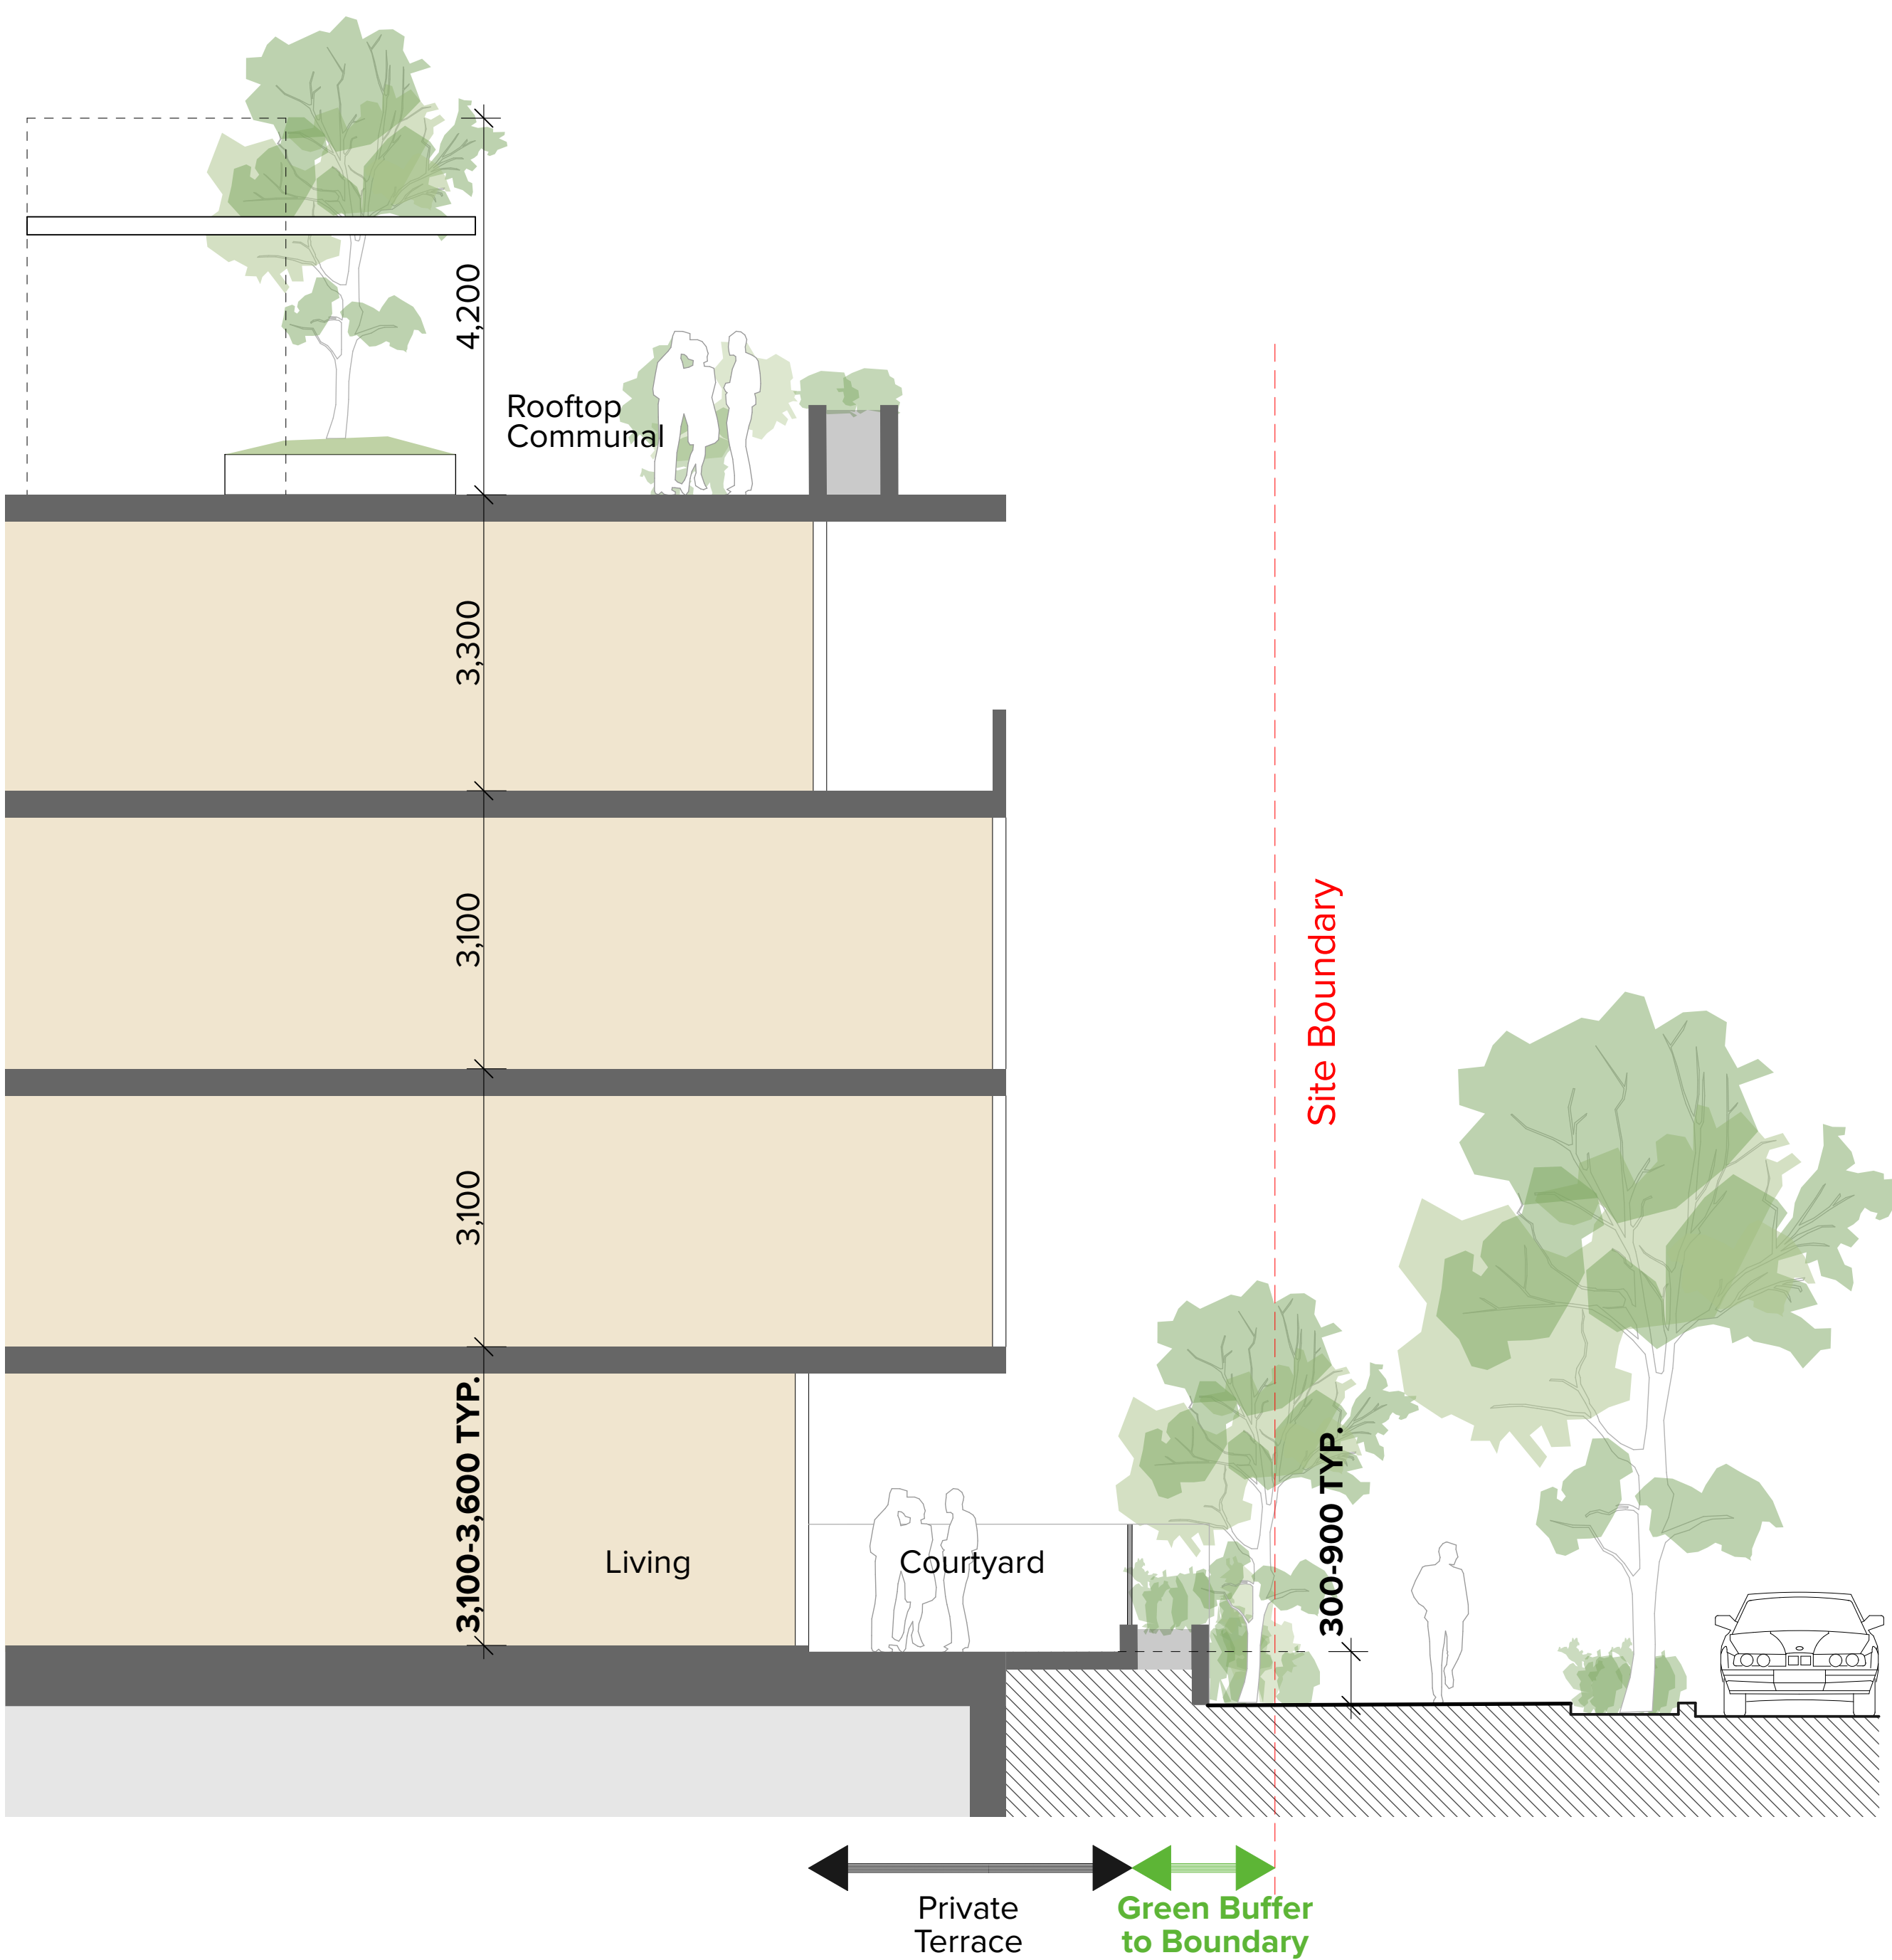 4,200
Rooftop
Communal
3,300
3,100
Site Boundary
3,100
3,100-3,600 TYP.
Living
Courtyard
300-900 TYP.
Private
Terrace
Green Buffer
to Boundary